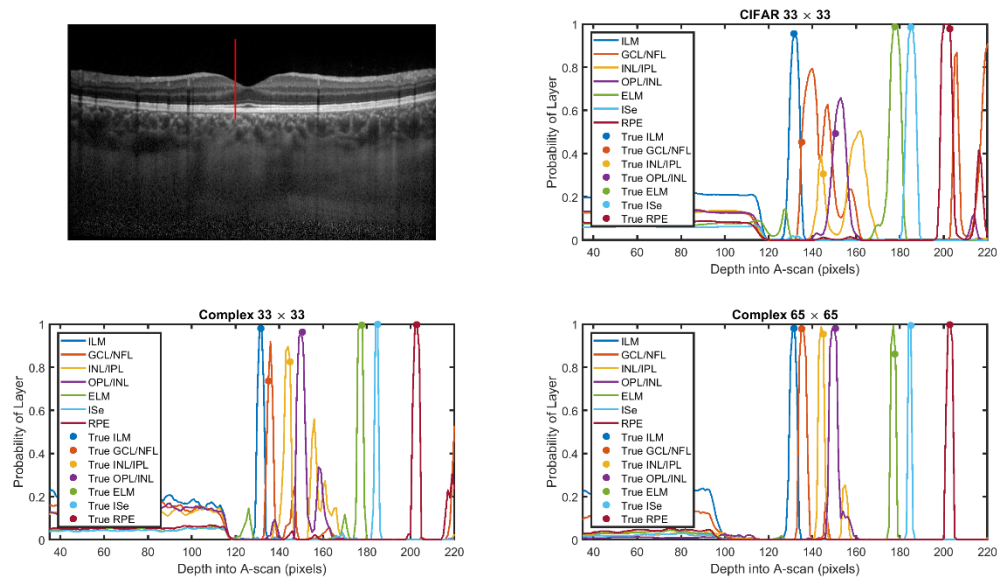 CIFAR 33 × 33
Probability of Layer
1
0.8
0.6
0.4
0.2
0
ILM
GCL/NFL
INL/IPL
OPL/INL
ELM
ISe
RPE
True ILM
True GCL/NFL
True INL/IPL
True OPL/INL
True ELM
True ISe
True RPE
40 60 80 100 120 140 160 180 200 220
Depth into A-scan (pixels)
Complex 33 × 33
Probability of Layer
1
0.8
0.6
0.4
0.2
0
ILM
GCL/NFL
INL/IPL
OPL/INL
ELM
ISe
RPE
True ILM
True GCL/NFL
True INL/IPL
True OPL/INL
True ELM
True ISe
True RPE
40 60 80 100 120 140 160 180 200 220
Depth into A-scan (pixels)
Complex 65 × 65
Probability of Layer
1
0.8
0.6
0.4
0.2
0
ILM
GCL/NFL
INL/IPL
OPL/INL
ELM
ISe
RPE
True ILM
True GCL/NFL
True INL/IPL
True OPL/INL
True ELM
True ISe
True RPE
40 60 80 100 120 140 160 180 200 220
Depth into A-scan (pixels)